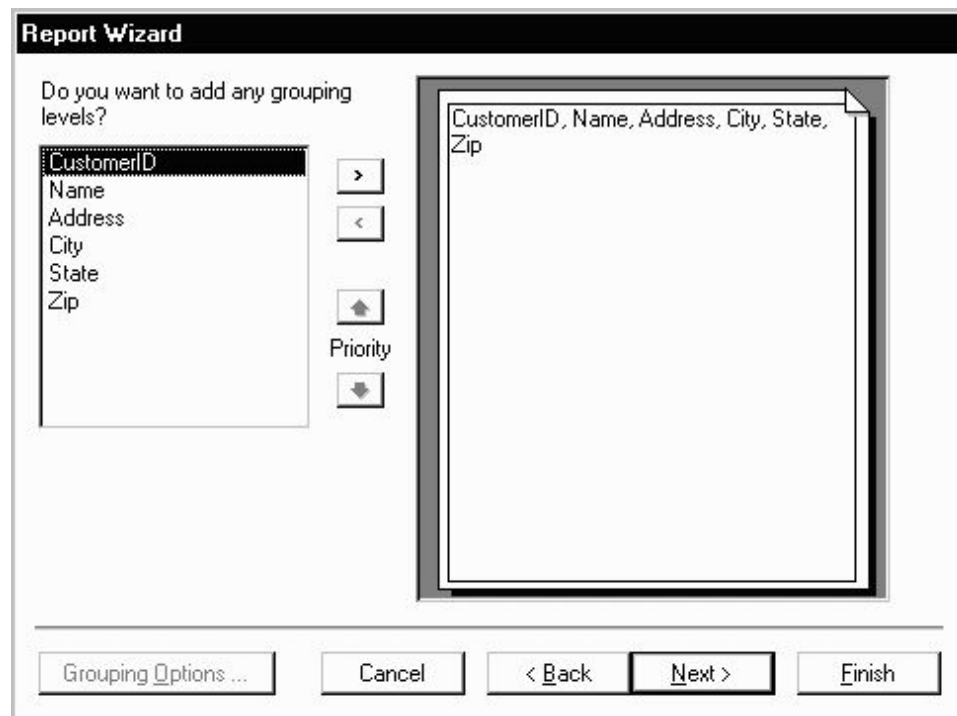 Report Wizard
Do you want to add any grouping
levels?
CustomerID
Name
Address
City
State
Zip
>
<
Priority
CustomerID, Name, Address, City, State,
Zip
Grouping Options ...
Cancel
< Back
Next >
Finish